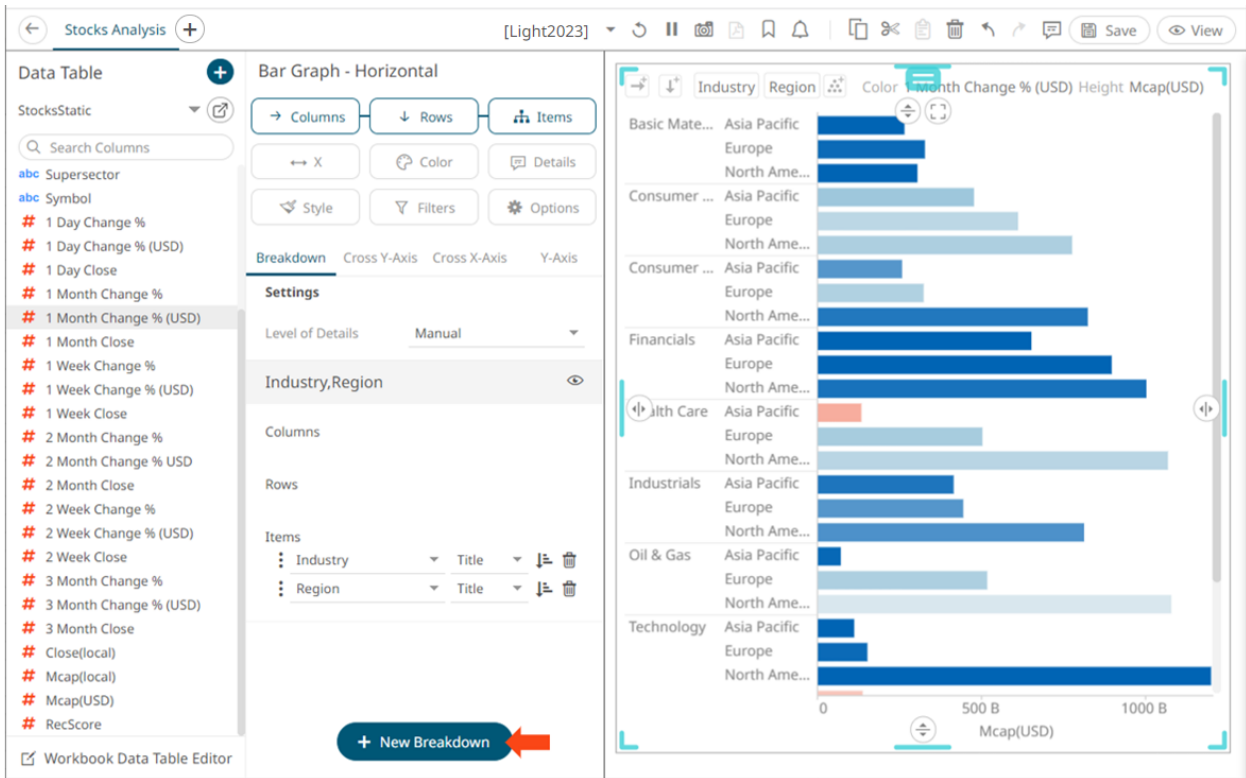 Stocks Analysis
[Light2023]
Save
View
Data Table
StocksStatic
Search Columns
abc Supersector
abc Symbol
# 1 Day Change %
# 1 Day Change % (USD)
# 1 Day Close
# 1 Month Change %
# 1 Month Change % (USD)
# 1 Month Close
# 1 Week Change %
# 1 Week Change % (USD)
# 1 Week Close
# 2 Month Change %
# 2 Month Change % USD
# 2 Month Close
# 2 Week Change %
# 2 Week Change % (USD)
# 2 Week Close
# 3 Month Change %
# 3 Month Change % (USD)
# 3 Month Close
# Close(local)
# Mcap(local)
# Mcap(USD)
# RecScore
Workbook Data Table Editor
Bar Graph - Horizontal
Columns
Rows
Items
X
Color
Details
Style
Filters
Options
Breakdown Cross Y-Axis Cross X-Axis Y-Axis
Settings
Level of Details Manual
Industry,Region
Columns
Rows
Items
Industry Title
Region Title
+ New Breakdown
Industry Region Color 1 Month Change % (USD) Height Mcap(USD)
Basic Mate... Asia Pacific
Europe
North Ame...
Consumer ... Asia Pacific
Europe
North Ame...
Consumer ... Asia Pacific
Europe
North Ame...
Financials Asia Pacific
Europe
North Ame...
alth Care Asia Pacific
Europe
North Ame...
Industrials Asia Pacific
Europe
North Ame...
Oil & Gas Asia Pacific
Europe
North Ame...
Technology Asia Pacific
Europe
North Ame...
0 500 B 1000 B
Mcap(USD)